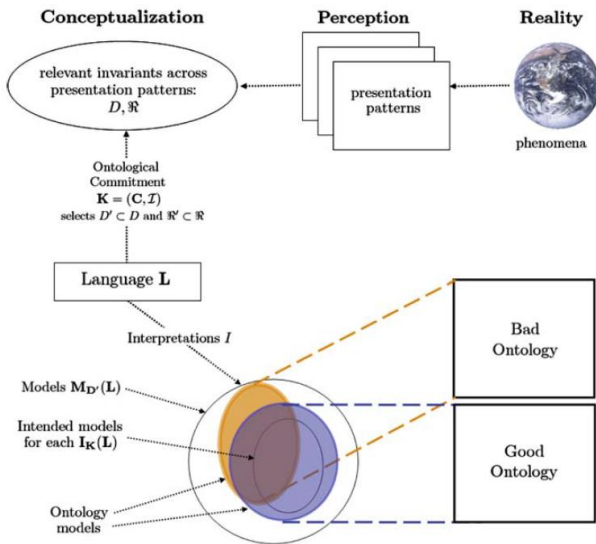 Conceptualization
Perception
Reality
relevant invariants across
presentation patterns:
D, ℜ
presentation
patterns
phenomena
Ontological
Commitment
K = (C, ℐ)
selects D′ ⊂ D and ℜ′ ⊂ ℜ
Language L
Interpretations I
Bad
Ontology
Models M_D′(L)
Intended models
for each I_K(L)
Good
Ontology
Ontology
models